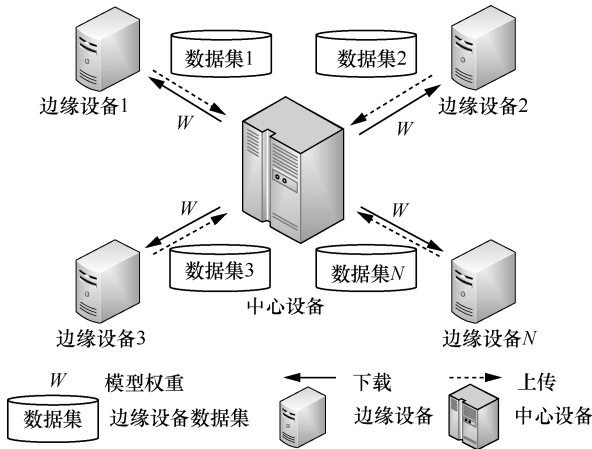 数据集1
数据集2
边缘设备1
W
W
边缘设备2
W
W
数据集3
数据集N
中心设备
边缘设备3
边缘设备N
W 模型权重
下载
上传
数据集 边缘设备数据集
边缘设备
中心设备